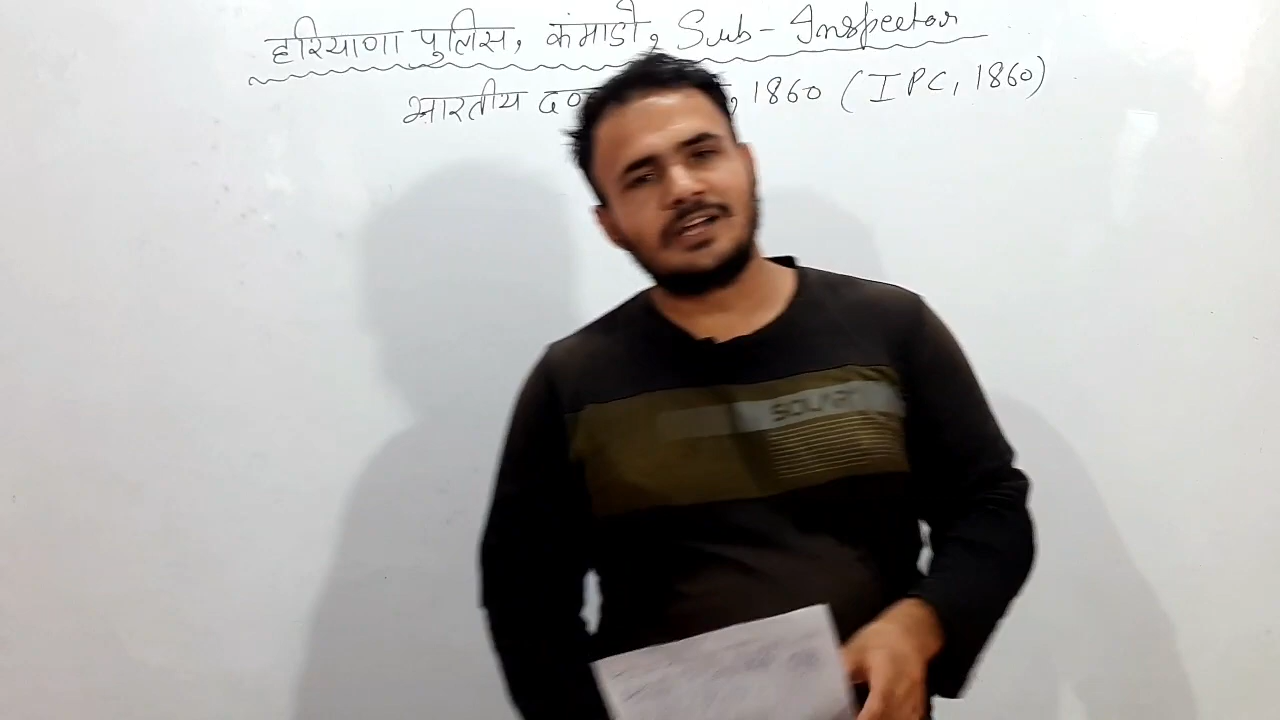 हरियाणा पुलिस, कंमाडो, Sub-Inspector
भारतीय , 1860 (IPC, 1860)